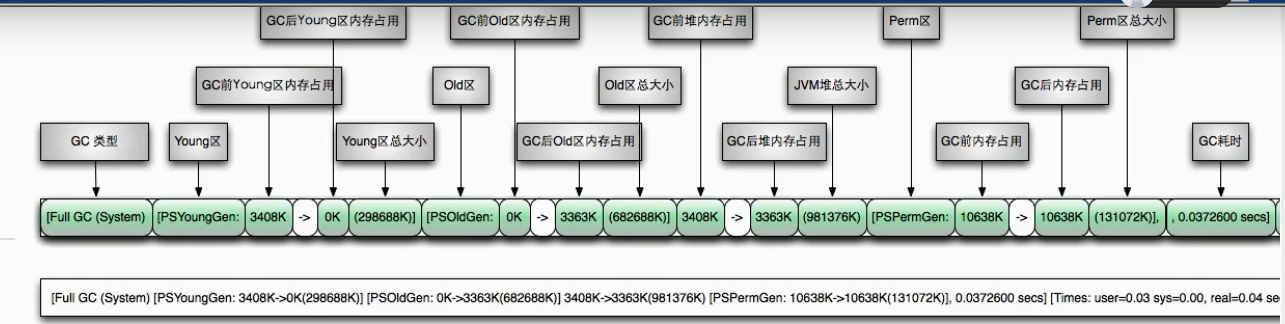 GC后Young区内存占用 GC前Old区内存占用 GC前堆内存占用 Perm区 Perm区总大小
GC前Young区内存占用 Old区 Old区总大小 JVM堆总大小 GC后内存占用
GC 类型 Young区 Young区总大小 GC后Old区内存占用 GC后堆内存占用 GC前内存占用 GC耗时
[Full GC (System) [PSYoungGen: 3408K -> 0K (298688K)] [PSOldGen: 0K -> 3363K (682688K)] 3408K -> 3363K (981376K) [PSPermGen: 10638K -> 10638K (131072K)], , 0.0372600 secs]
[Full GC (System) [PSYoungGen: 3408K->0K(298688K)] [PSOldGen: 0K->3363K(682688K)] 3408K->3363K(981376K) [PSPermGen: 10638K->10638K(131072K)], 0.0372600 secs] [Times: user=0.03 sys=0.00, real=0.04 se